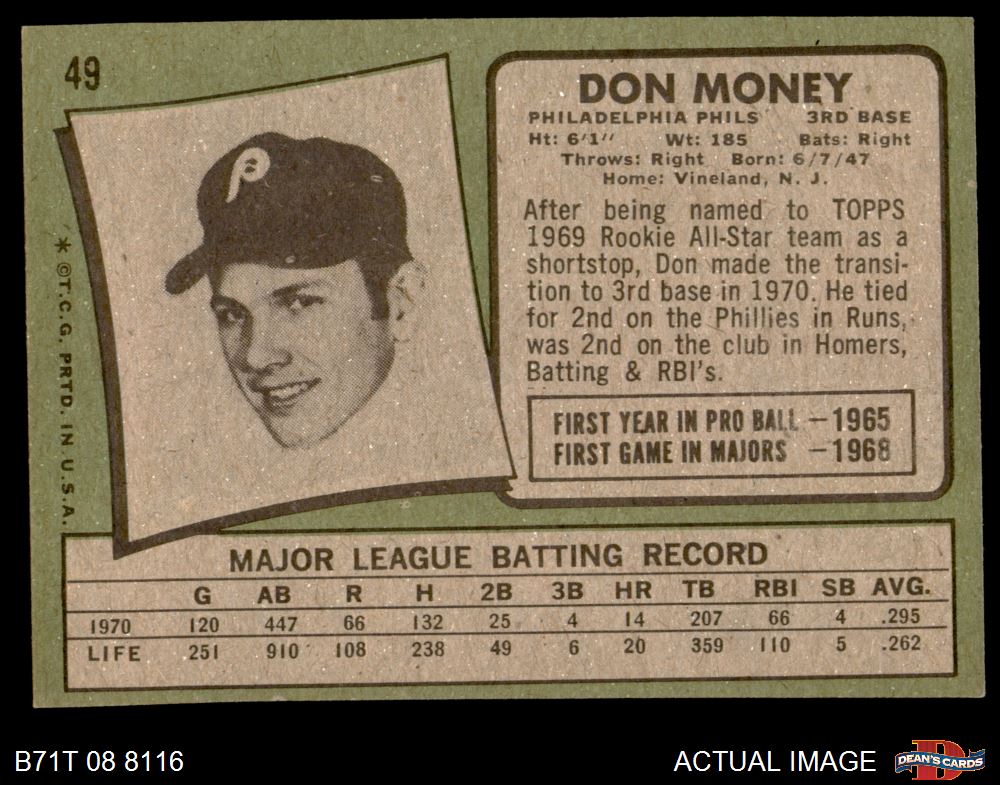 49
DON MONEY
PHILADELPHIA PHILS 3RD BASE
Ht: 6'1" Wt: 185 Bats: Right
Throws: Right Born: 6/7/47
Home: Vineland, N. J.
After being named to TOPPS
1969 Rookie All-Star team as a
shortstop, Don made the transi-
tion to 3rd base in 1970. He tied
for 2nd on the Phillies in Runs,
was 2nd on the club in Homers,
Batting & RBI's.
FIRST YEAR IN PRO BALL —1965
FIRST GAME IN MAJORS —1968
P
* ©T.C.G. PRTD. IN U.S.A.
MAJOR LEAGUE BATTING RECORD
G AB R H 2B 3B HR TB RBI SB AVG.
1970 120 447 66 132 25 4 14 207 66 4 .295
LIFE 251 910 108 238 49 6 20 359 110 5 .262
B71T 08 8116
ACTUAL IMAGE
D
DEAN'S CARDS